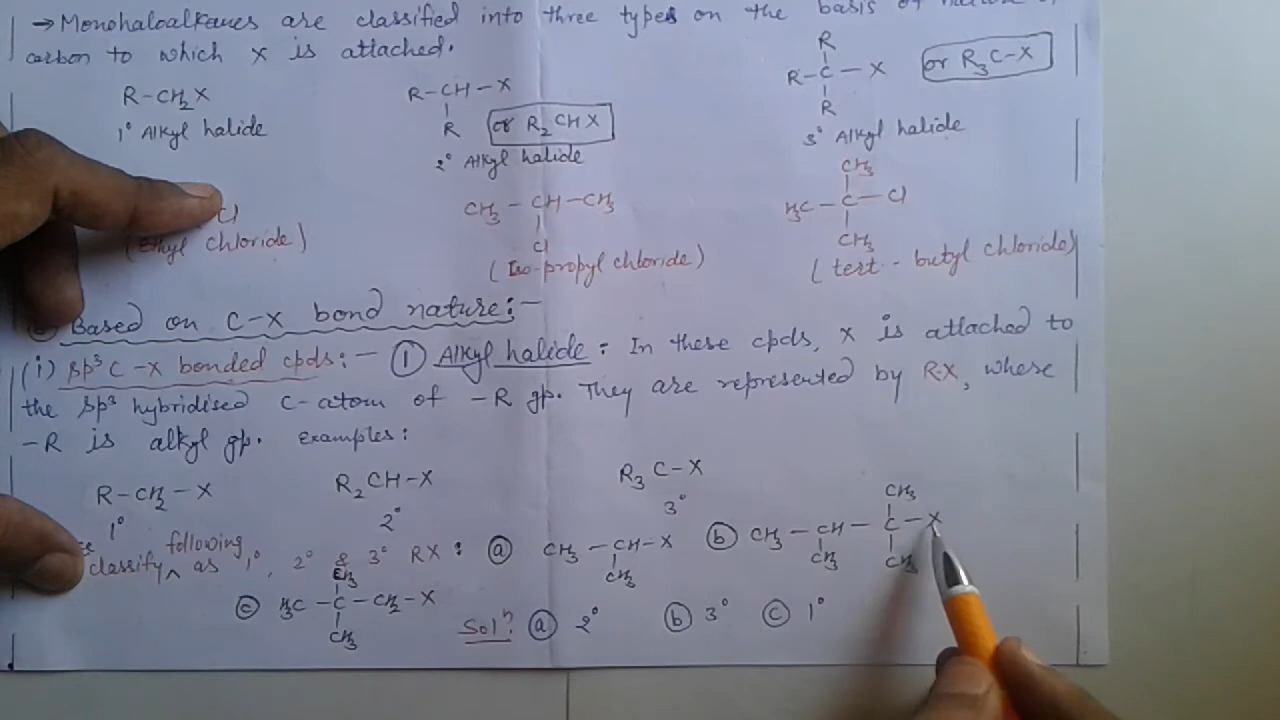 → Monohaloalkanes are classified into three types on the basis of
carbon to which X is attached.
R-CH2X
1° Alkyl halide
R-CH-X
|
R
or R2CHX
2° Alkyl halide
R
|
R-C-X
|
R
or R3C-X
3° Alkyl halide
Cl
(Ethyl chloride)
CH3-CH-CH3
|
Cl
(Iso-propyl chloride)
CH3
|
H3C-C-Cl
|
CH3
(tert-butyl chloride)
Based on C-X bond nature:-
(i) sp³C-X bonded cpds:- ① Alkyl halide: In these cpds, X is attached to
the sp³ hybridised C-atom of -R gp. They are represented by RX, where
-R is alkyl gp. examples:
R-CH2-X
1°
R2CH-X
2°
R3C-X
3°
following
classify ^ as 1°, 2° & 3° RX:
ⓐ CH3-CH-X
|
CH3
ⓑ CH3-CH-C-X
CH3
|
|
CH3
|
CH3
ⓒ H3C-C-CH2-X
CH3
|
|
CH3
Solⁿ: ⓐ 2° ⓑ 3° ⓒ 1°